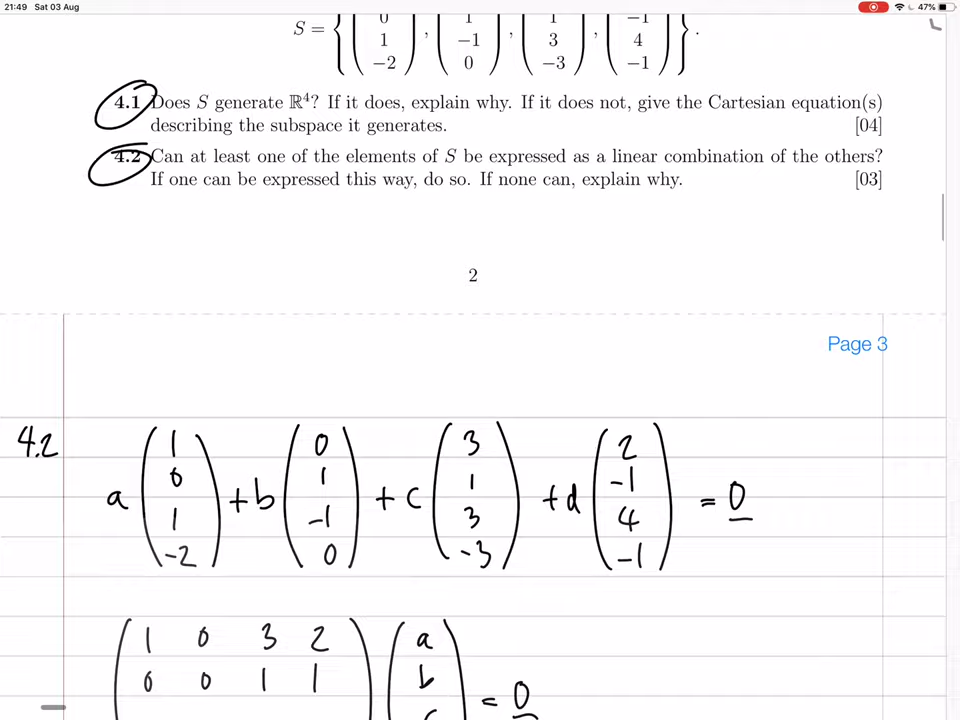 21:49 Sat 03 Aug 47%
0 1 1 −1
S = { ( 1 −2 ) , ( −1 0 ) , ( 3 −3 ) , ( 4 −1 ) } .
4.1 Does S generate ℝ⁴? If it does, explain why. If it does not, give the Cartesian equation(s)
describing the subspace it generates. [04]
4.2 Can at least one of the elements of S be expressed as a linear combination of the others?
If one can be expressed this way, do so. If none can, explain why. [03]
2
Page 3
4.2 a ( 1 0 1 -2 ) + b ( 0 1 -1 0 ) + c ( 3 1 3 -3 ) + d ( 2 -1 4 -1 ) = 0
1 0 3 2 a
0 0 1 1 b
c = 0